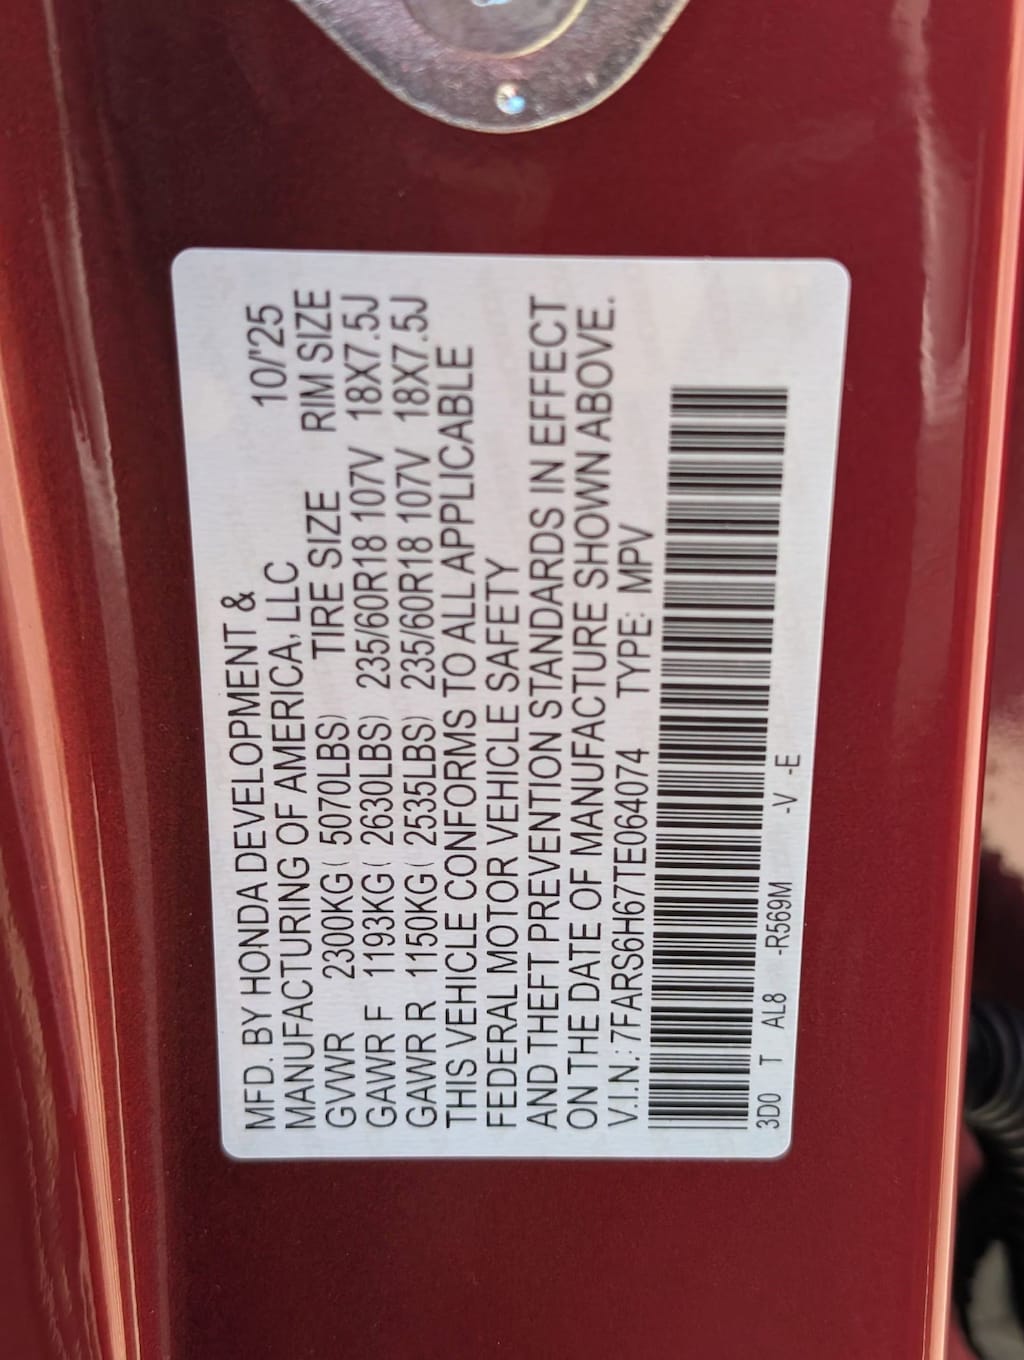 MFD. BY HONDA DEVELOPMENT & 10/'25
MANUFACTURING OF AMERICA, LLC
TIRE SIZE RIM SIZE
GVWR 2300KG ( 5070LBS)
GAWR F 1193KG ( 2630LBS) 235/60R18 107V 18X7.5J
GAWR R 1150KG ( 2535LBS) 235/60R18 107V 18X7.5J
THIS VEHICLE CONFORMS TO ALL APPLICABLE
FEDERAL MOTOR VEHICLE SAFETY
AND THEFT PREVENTION STANDARDS IN EFFECT
ON THE DATE OF MANUFACTURE SHOWN ABOVE.
V.I.N.: 7FARS6H67TE064074 TYPE: MPV
3D0 T AL8 -R569M -V -E